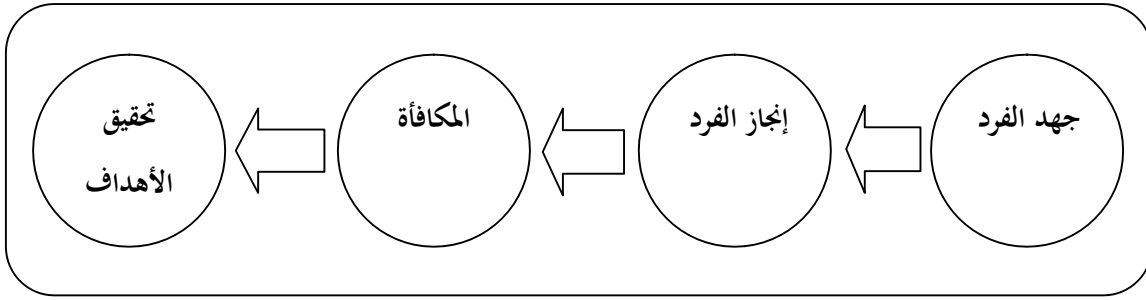 جهد الفرد
إنجاز الفرد
المكافأة
تحقيق
الأهداف